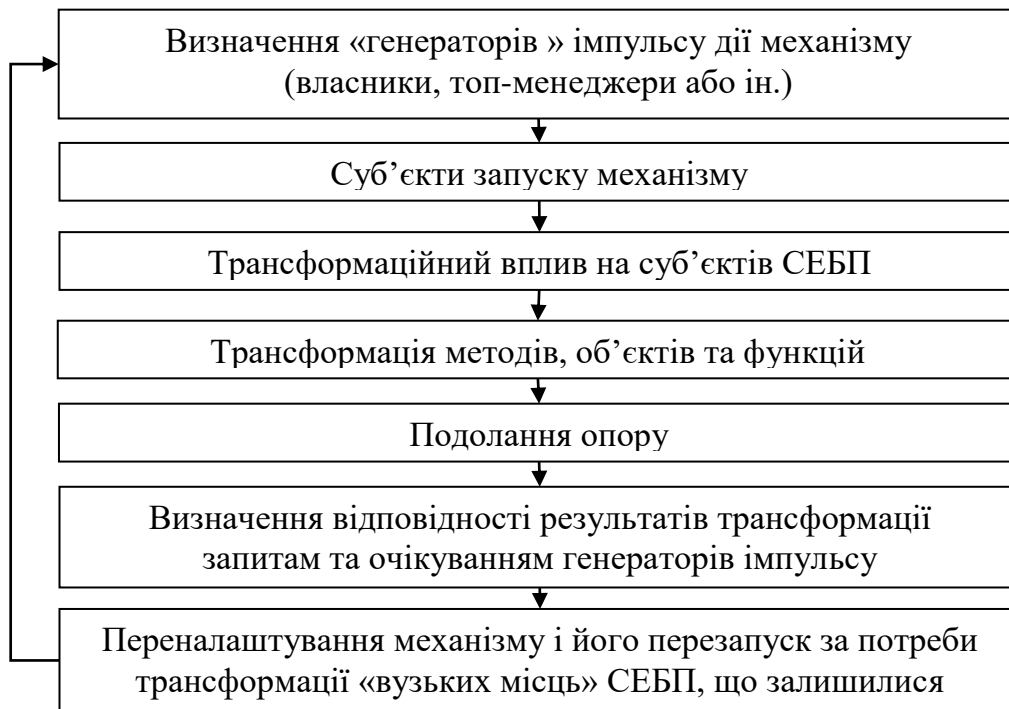 Визначення «генераторів » імпульсу дії механізму
(власники, топ-менеджери або ін.)
Суб’єкти запуску механізму
Трансформаційний вплив на суб’єктів СЕБП
Трансформація методів, об’єктів та функцій
Подолання опору
Визначення відповідності результатів трансформації
запитам та очікуванням генераторів імпульсу
Переналаштування механізму і його перезапуск за потреби
трансформації «вузьких місць» СЕБП, що залишилися